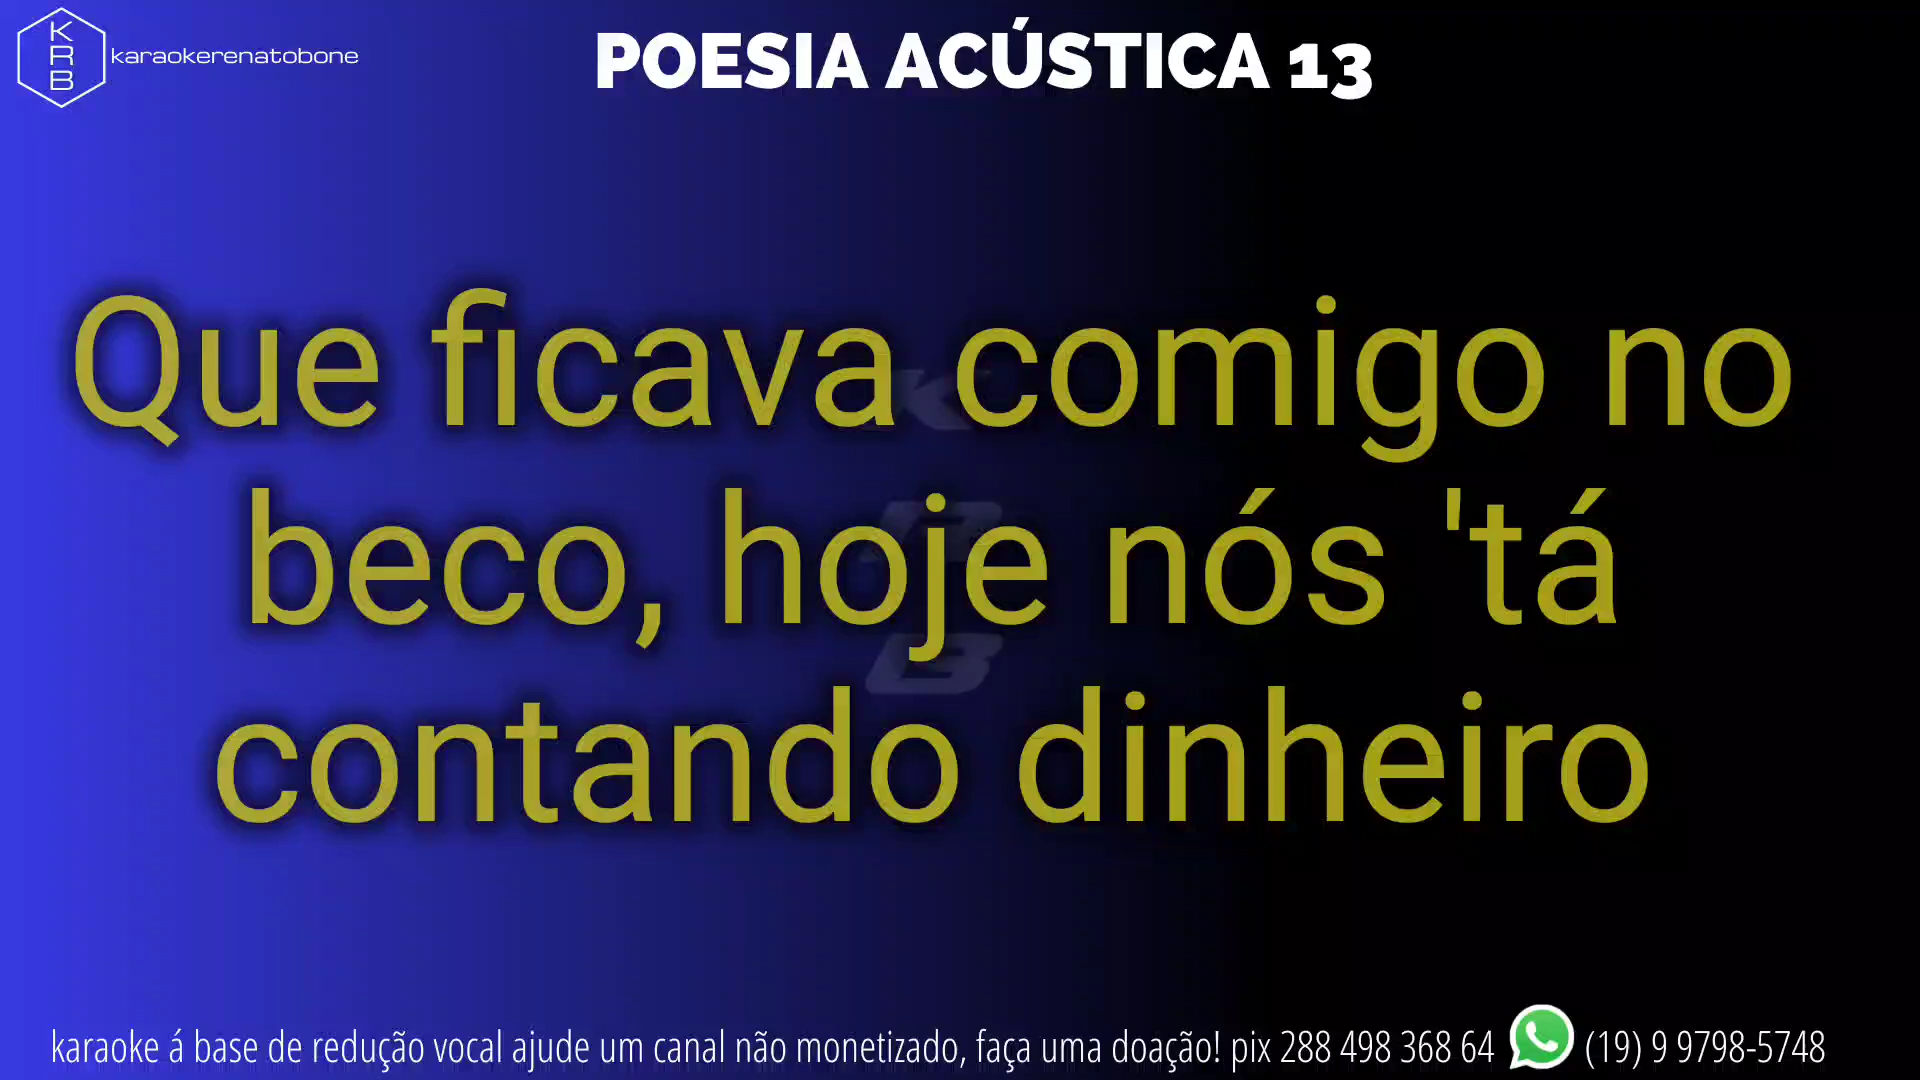 K
R
B
karaokerenatobone
POESIA ACÚSTICA 13
Que ficava comigo no
beco, hoje nós 'tá
contando dinheiro
K
R
B
karaoke á base de redução vocal ajude um canal não monetizado, faça uma doação! pix 288 498 368 64 (19) 9 9798-5748